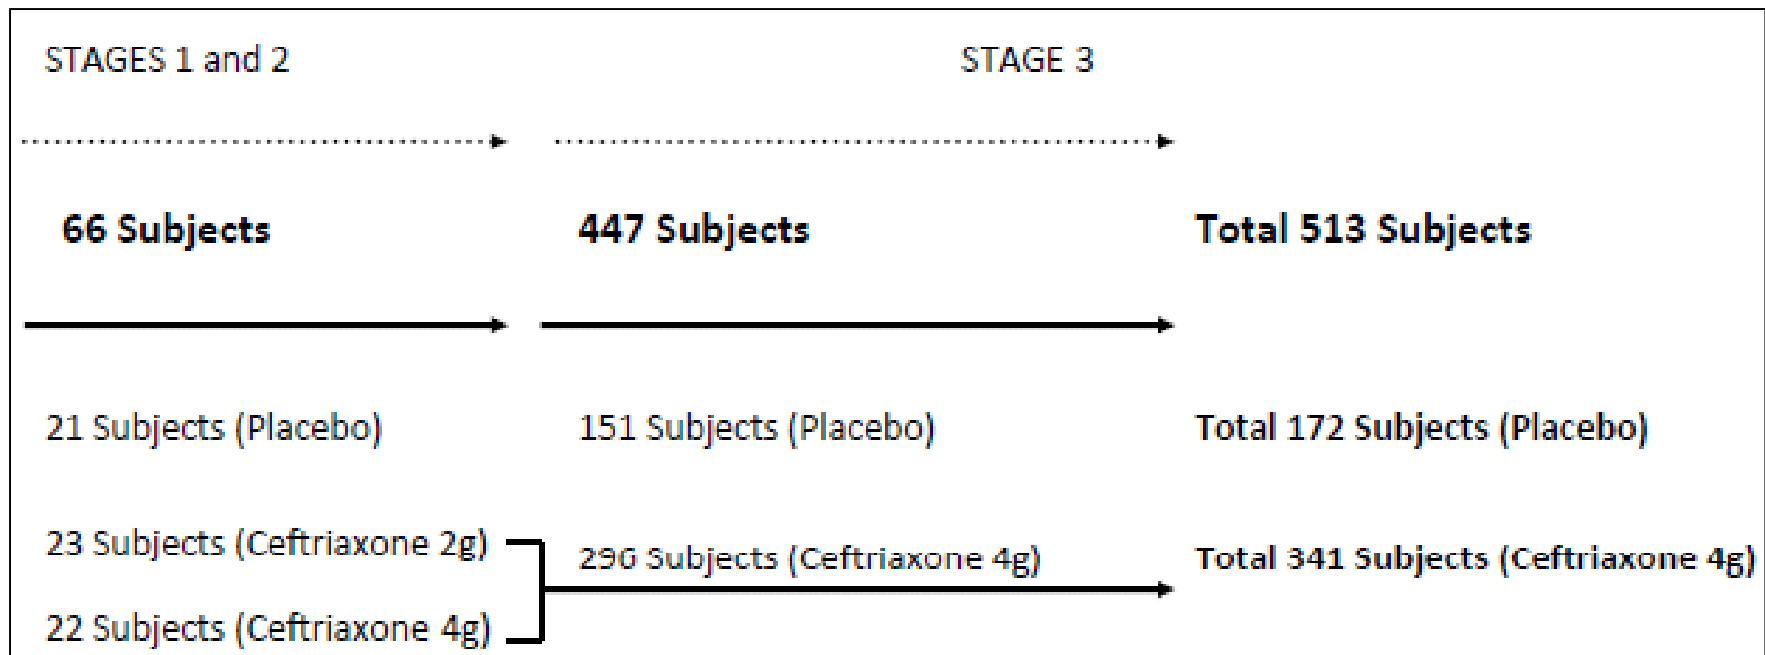 STAGES 1 and 2
STAGE 3
66 Subjects
447 Subjects
Total 513 Subjects
21 Subjects (Placebo)
151 Subjects (Placebo)
Total 172 Subjects (Placebo)
23 Subjects (Ceftriaxone 2g)
296 Subjects (Ceftriaxone 4g)
Total 341 Subjects (Ceftriaxone 4g)
22 Subjects (Ceftriaxone 4g)